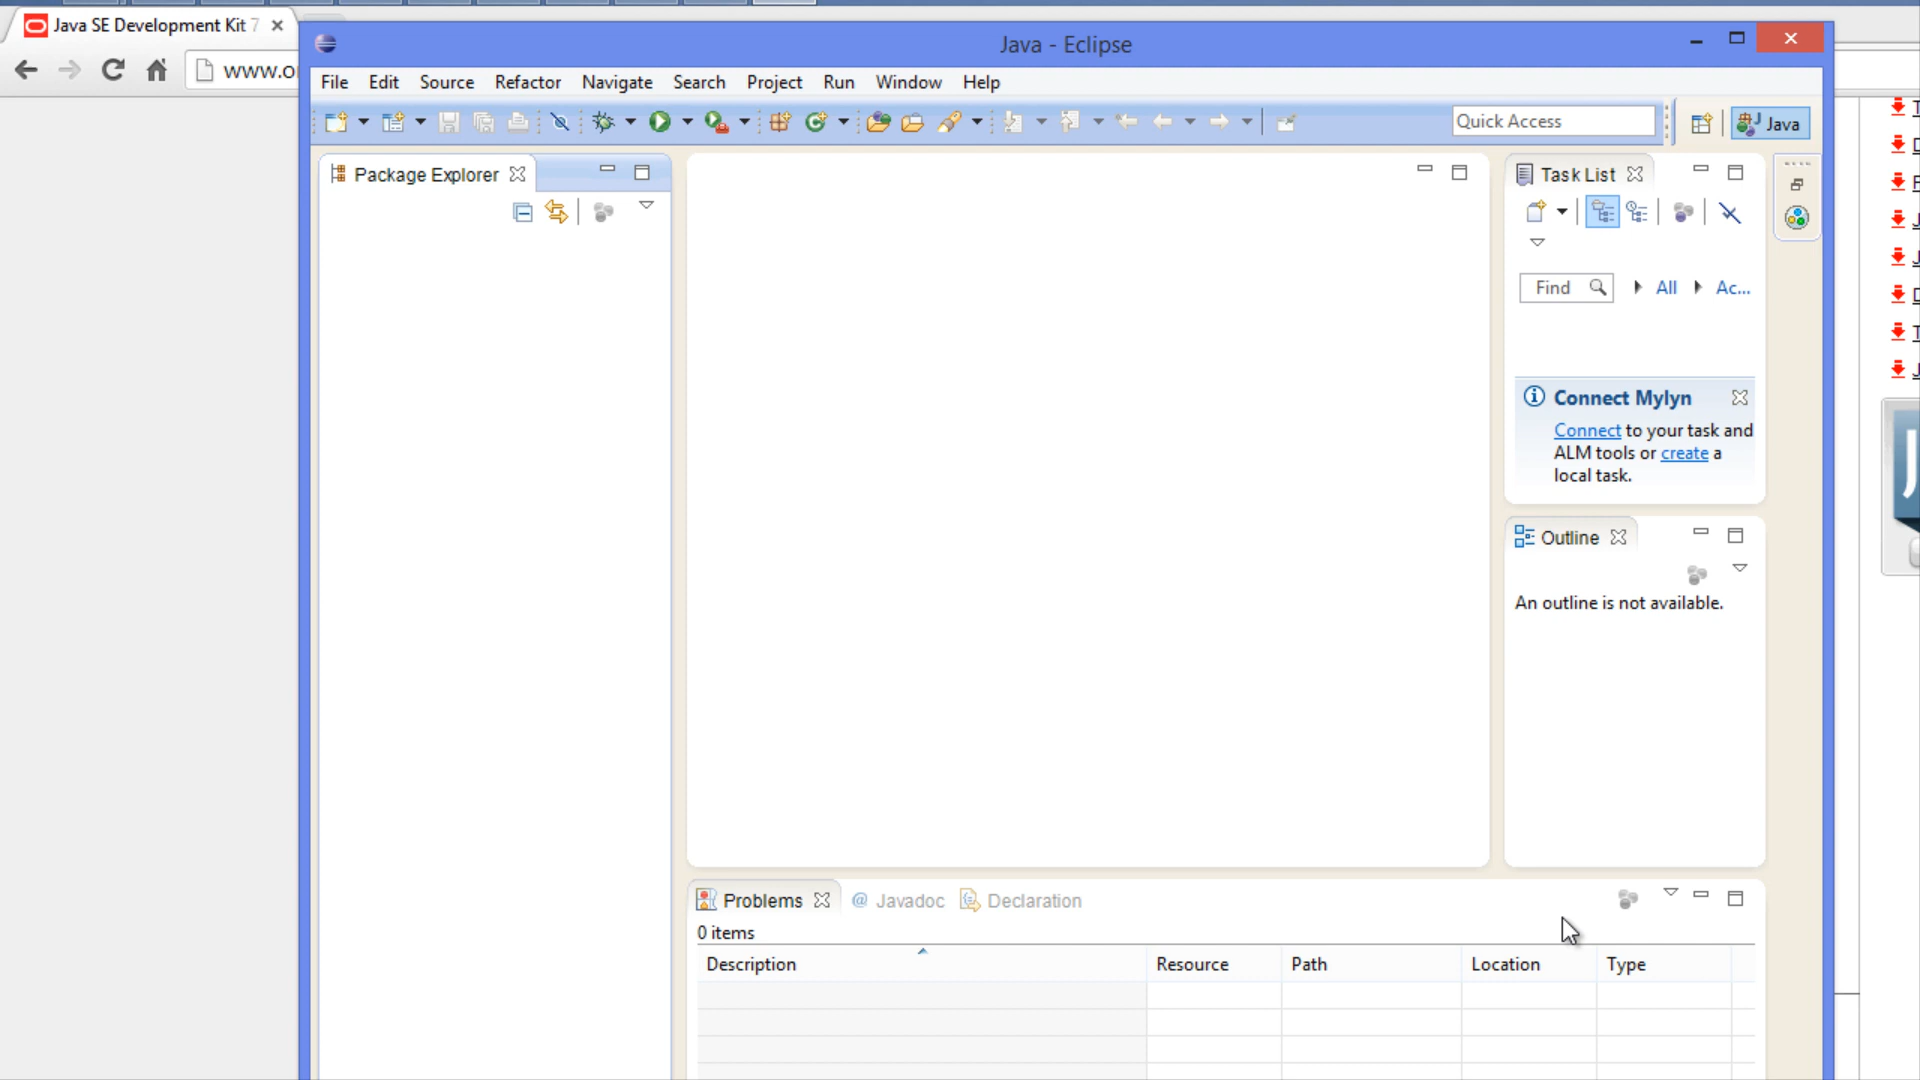 Java SE Development Kit 7
www.o
Java - Eclipse
File Edit Source Refactor Navigate Search Project Run Window Help
Quick Access
Java
Package Explorer
Task List
Find All Ac...
Connect Mylyn
Connect to your task and
ALM tools or create a
local task.
Outline
An outline is not available.
Problems @ Javadoc Declaration
0 items
Description Resource Path Location Type